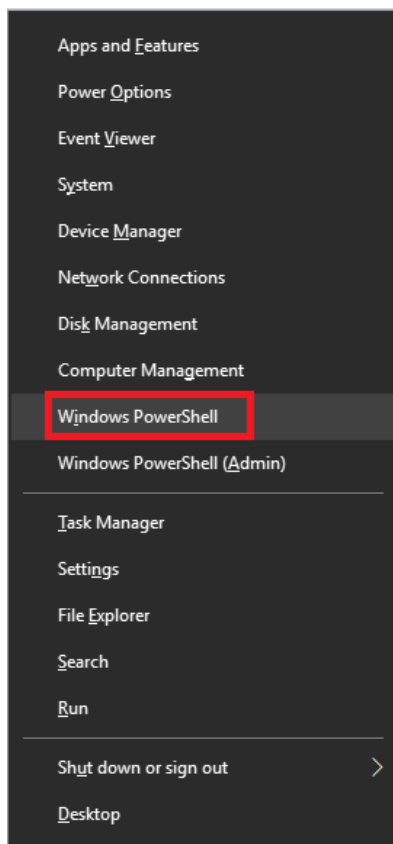 Apps and Features
Power Options
Event Viewer
System
Device Manager
Network Connections
Disk Management
Computer Management
Windows PowerShell
Windows PowerShell (Admin)
Task Manager
Settings
File Explorer
Search
Run
Shut down or sign out
Desktop